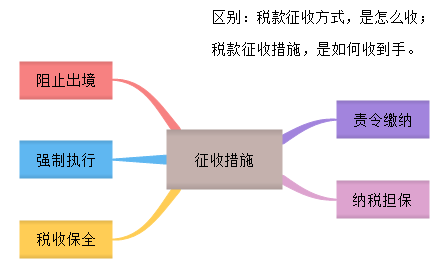 区别：税款征收方式，是怎么收；
税款征收措施，是如何收到手。
阻止出境
强制执行
税收保全
征收措施
责令缴纳
纳税担保